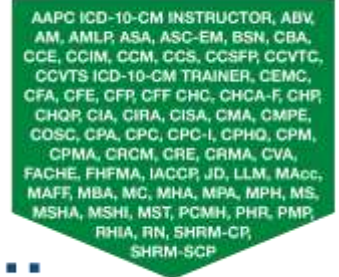 AAPC ICD-10-CM INSTRUCTOR, ABV,
AM, AMLP, ASA, ASC-EM, BSN, CBA,
CCE, CCIM, CCM, CCS, CCSFP, CCVTC,
CCVTS ICD-10-CM TRAINER, CEMC,
CFA, CFE, CFP, CFF CHC, CHCA-F, CHP,
CHQP, CIA, CIRA, CISA, CMA, CMPE,
COSC, CPA, CPC, CPC-I, CPHQ, CPM,
CPMA, CRCM, CRE, CRMA, CVA,
FACHE, FHFMA, IACCP, JD, LLM, MAcc,
MAFF, MBA, MC, MHA, MPA, MPH, MS,
MSHA, MSHI, MST, PCMH, PHR, PMP,
RHIA, RN, SHRM-CP,
SHRM-SCP